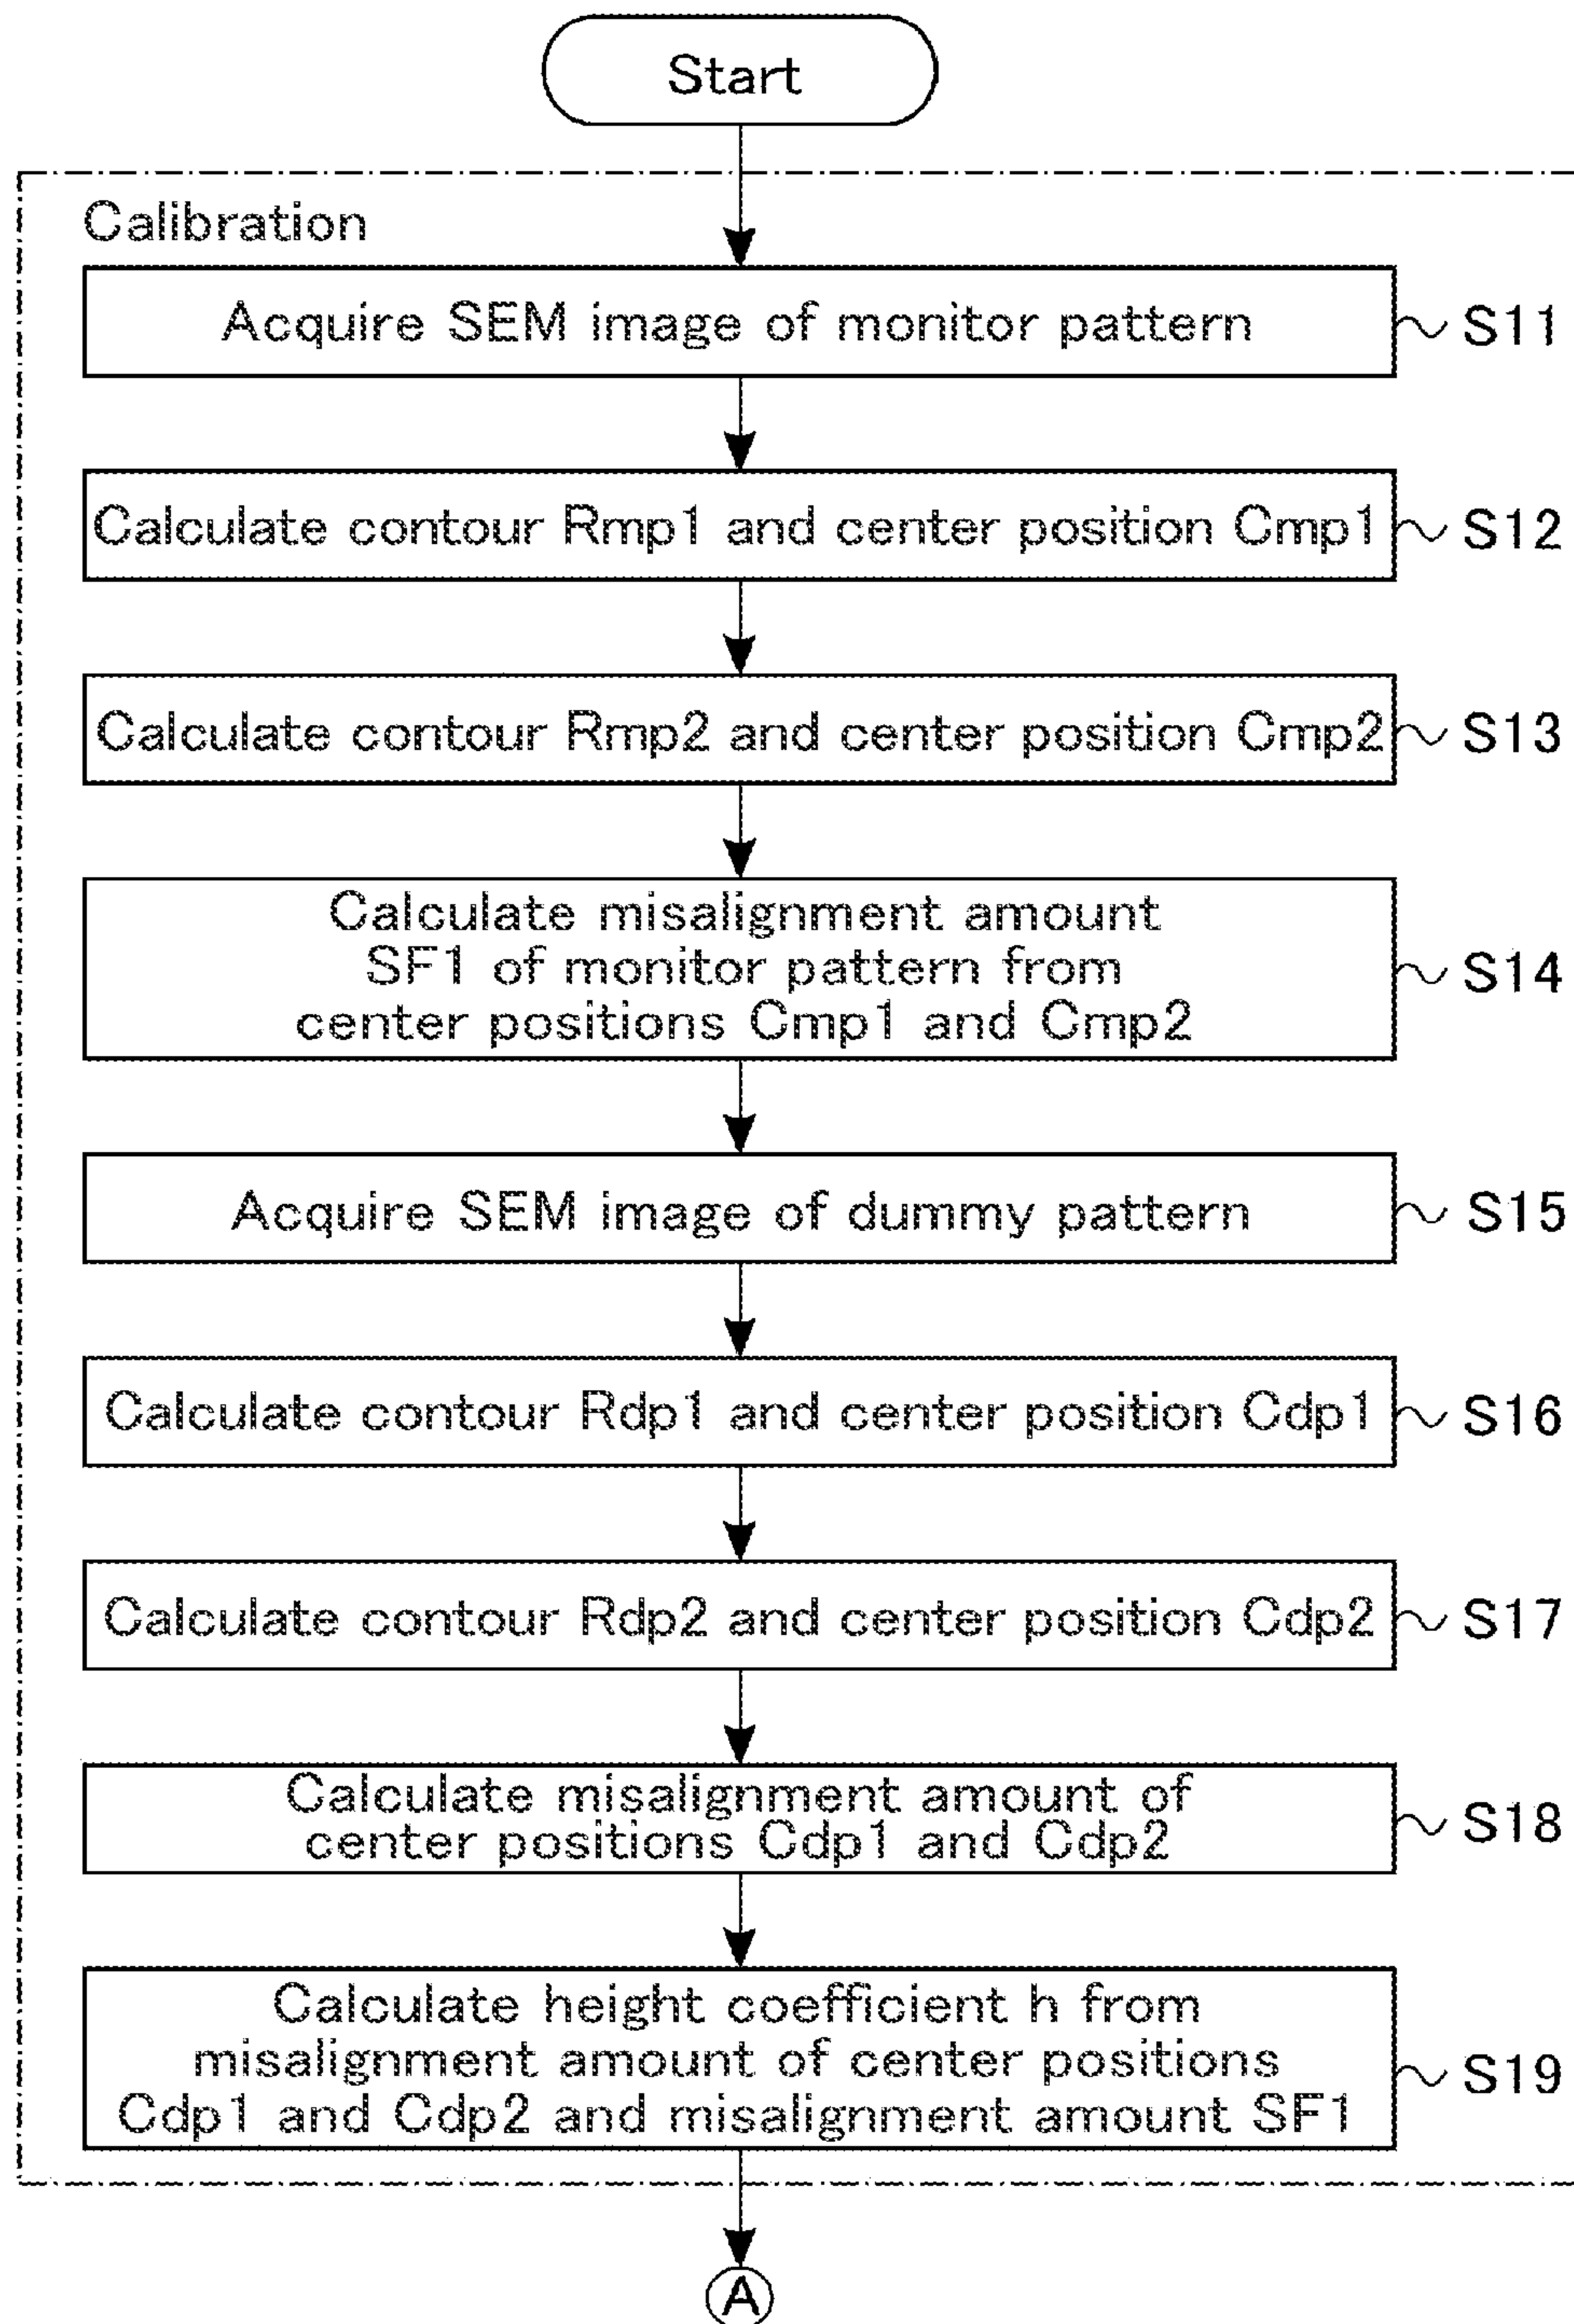 Start
Calibration
Acquire SEM image of monitor pattern
S11
Calculate contour Rmp1 and center position Cmp1
S12
Calculate contour Rmp2 and center position Cmp2
S13
Calculate misalignment amount
SF1 of monitor pattern from
center positions Cmp1 and Cmp2
S14
Acquire SEM image of dummy pattern
S15
Calculate contour Rdp1 and center position Cdp1
S16
Calculate contour Rdp2 and center position Cdp2
S17
Calculate misalignment amount of
center positions Cdp1 and Cdp2
S18
Calculate height coefficient h from
misalignment amount of center positions
Cdp1 and Cdp2 and misalignment amount SF1
S19
A